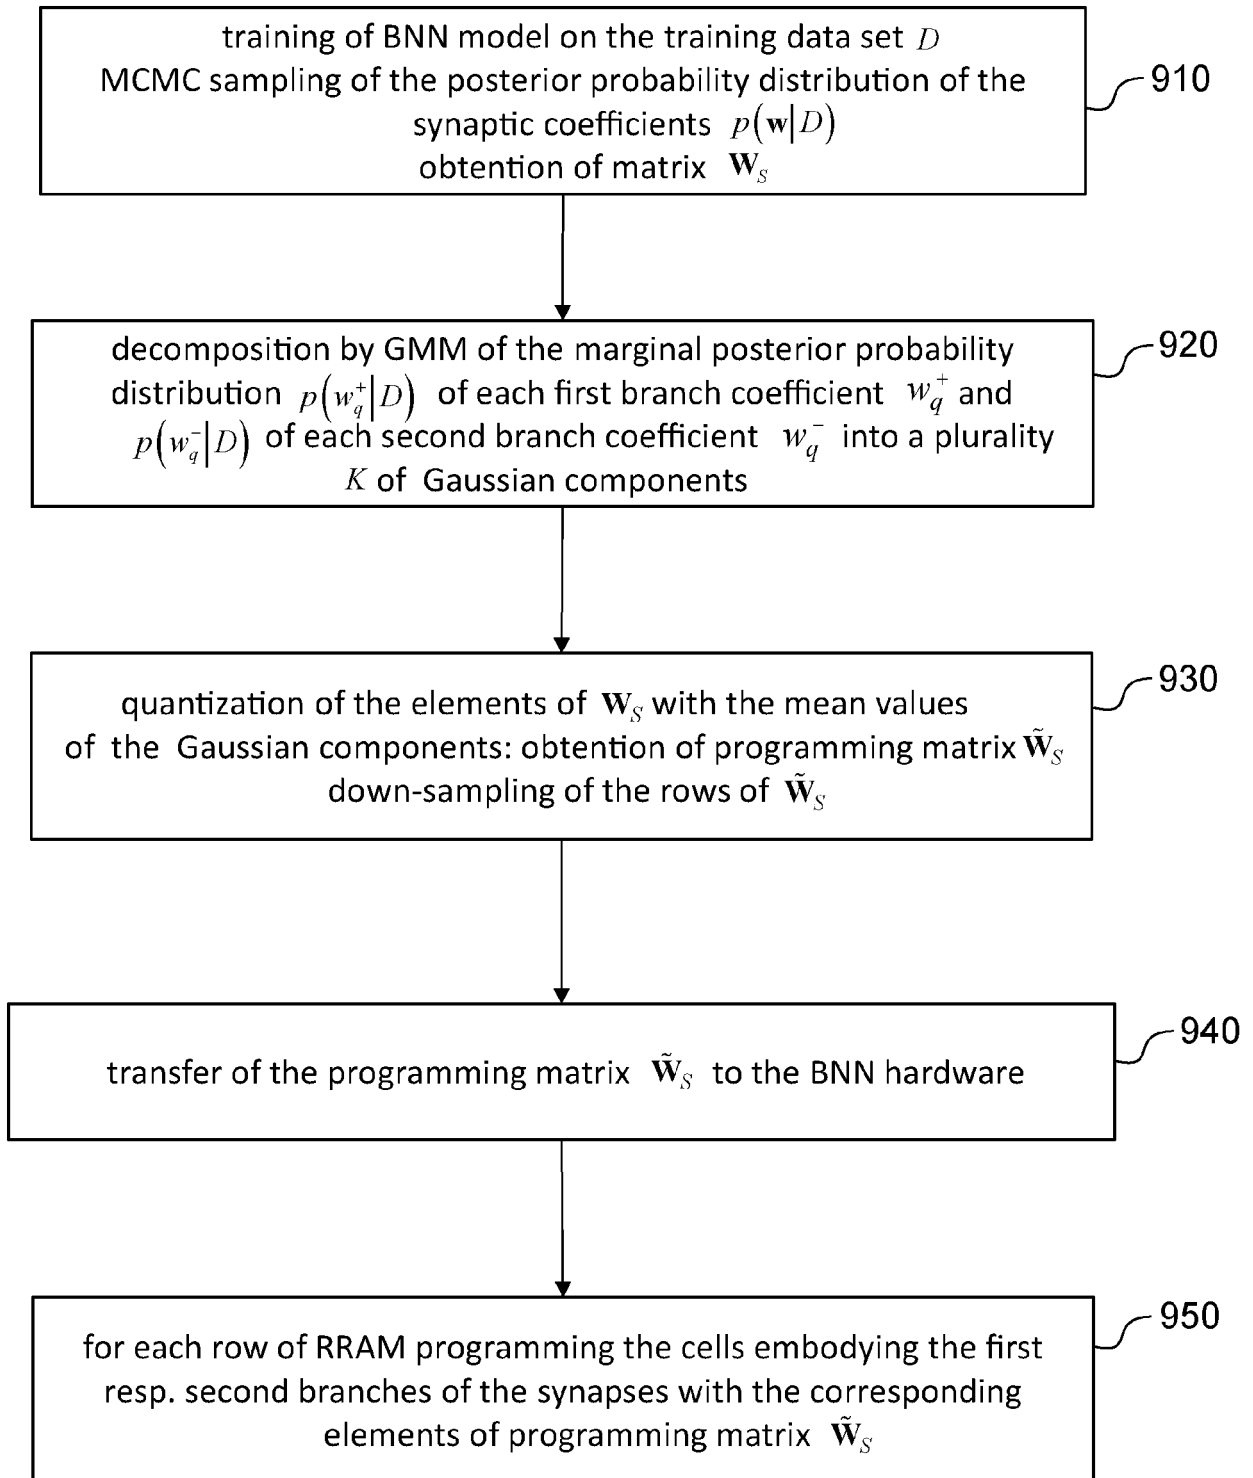 training of BNN model on the training data set D
MCMC sampling of the posterior probability distribution of the
synaptic coefficients p(w|D)
obtention of matrix W_S
910
decomposition by GMM of the marginal posterior probability
distribution p(w_q^+|D) of each first branch coefficient w_q^+ and
p(w_q^-|D) of each second branch coefficient w_q^- into a plurality
K of Gaussian components
920
quantization of the elements of W_S with the mean values
of the Gaussian components: obtention of programming matrix W̃_S
down-sampling of the rows of W̃_S
930
transfer of the programming matrix W̃_S to the BNN hardware
940
for each row of RRAM programming the cells embodying the first
resp. second branches of the synapses with the corresponding
elements of programming matrix W̃_S
950